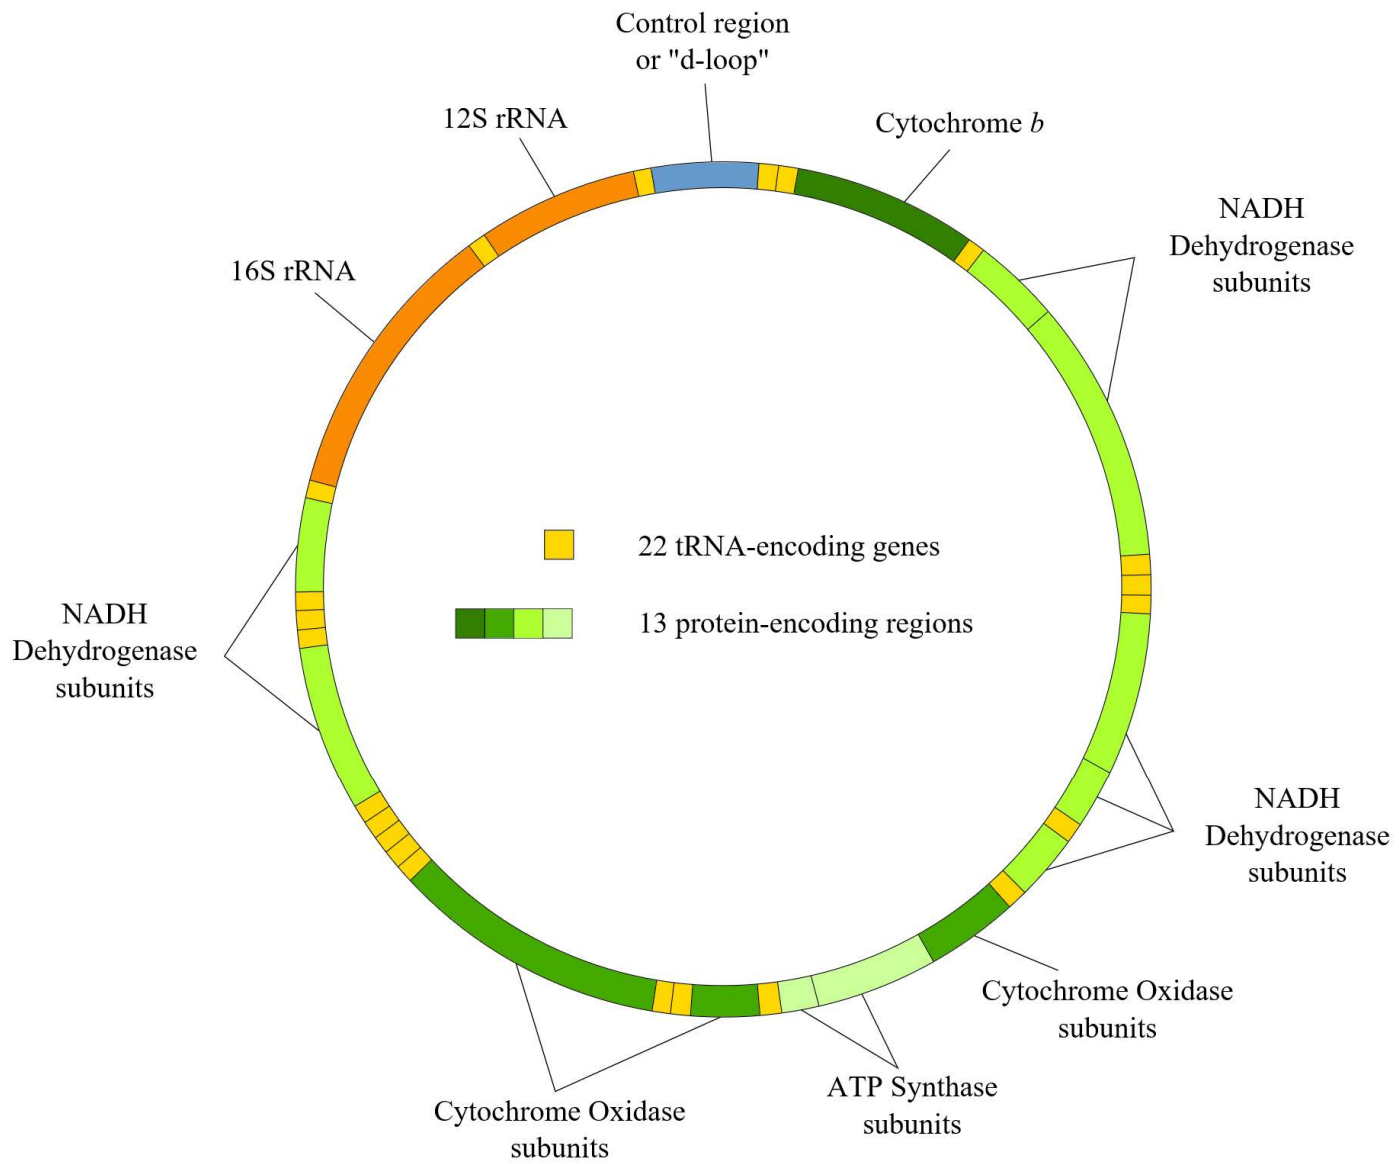 Control region
or "d-loop"
12S rRNA
Cytochrome b
NADH
Dehydrogenase
subunits
16S rRNA
22 tRNA-encoding genes
13 protein-encoding regions
NADH
Dehydrogenase
subunits
NADH
Dehydrogenase
subunits
Cytochrome Oxidase
subunits
ATP Synthase
subunits
Cytochrome Oxidase
subunits